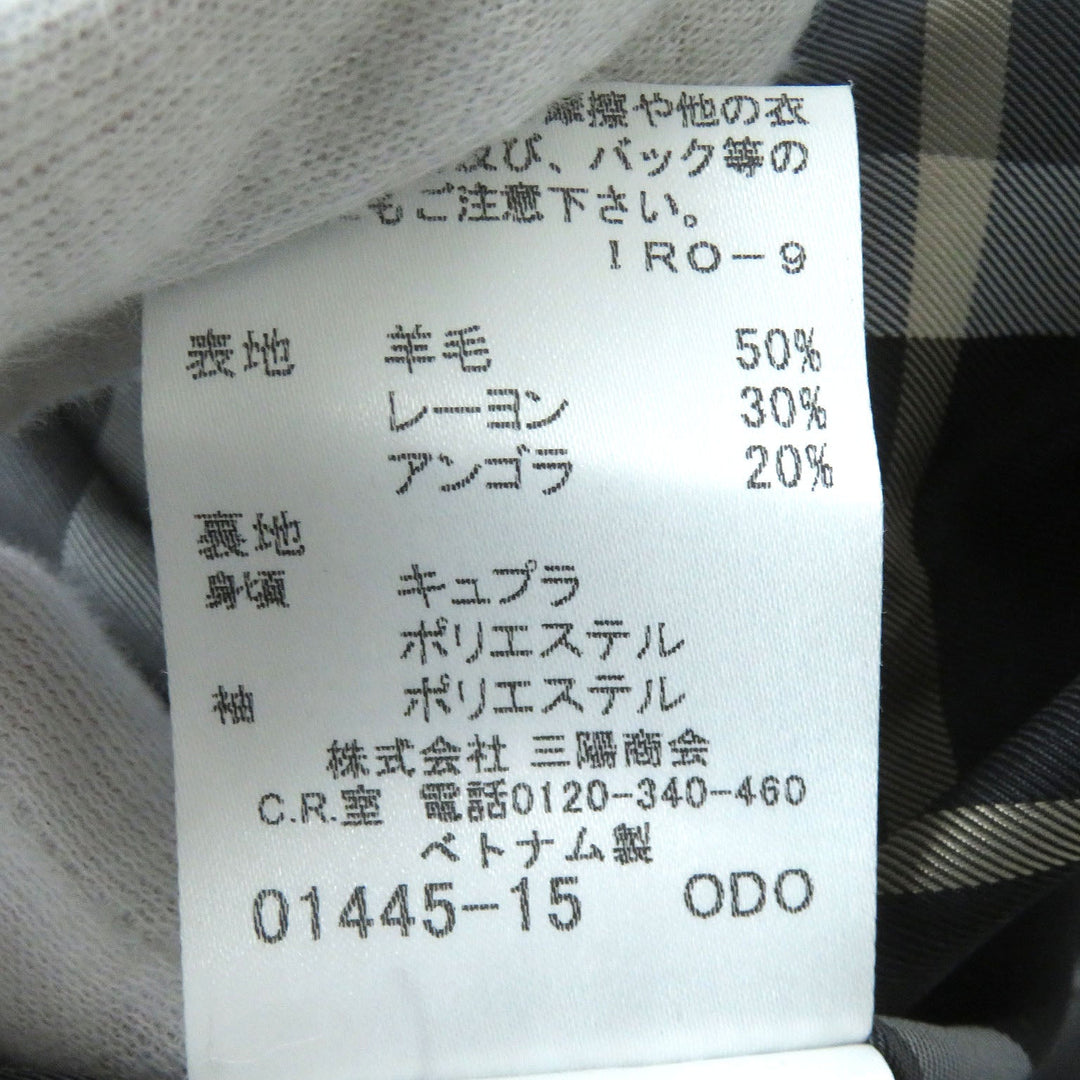 摩擦や他の衣
及び、バック等の
もご注意下さい。
IRO-9
表地 羊毛 50%
レーヨン 30%
アンゴラ 20%
裏地
身頃 キュプラ
ポリエステル
袖 ポリエステル
株式会社 三陽商会
C.R.室 電話0120-340-460
ベトナム製
01445-15 ODO